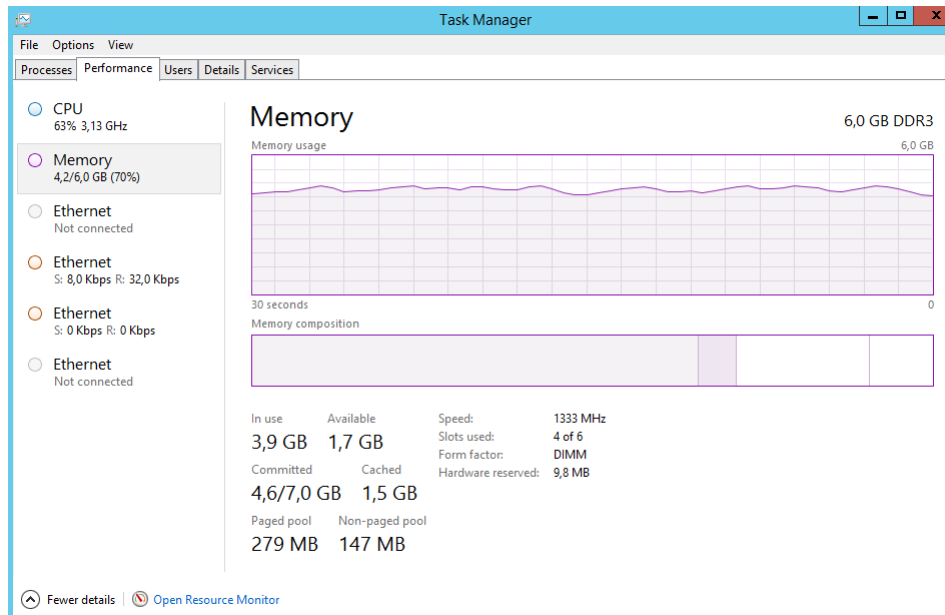 Task Manager
File Options View
Processes Performance Users Details Services
CPU
63% 3,13 GHz
Memory
4,2/6,0 GB (70%)
Ethernet
Not connected
Ethernet
S: 8,0 Kbps R: 32,0 Kbps
Ethernet
S: 0 Kbps R: 0 Kbps
Ethernet
Not connected
Memory 6,0 GB DDR3
Memory usage 6,0 GB
30 seconds 0
Memory composition
In use Available
3,9 GB 1,7 GB
Committed Cached
4,6/7,0 GB 1,5 GB
Paged pool Non-paged pool
279 MB 147 MB
Speed: 1333 MHz
Slots used: 4 of 6
Form factor: DIMM
Hardware reserved: 9,8 MB
Fewer details Open Resource Monitor